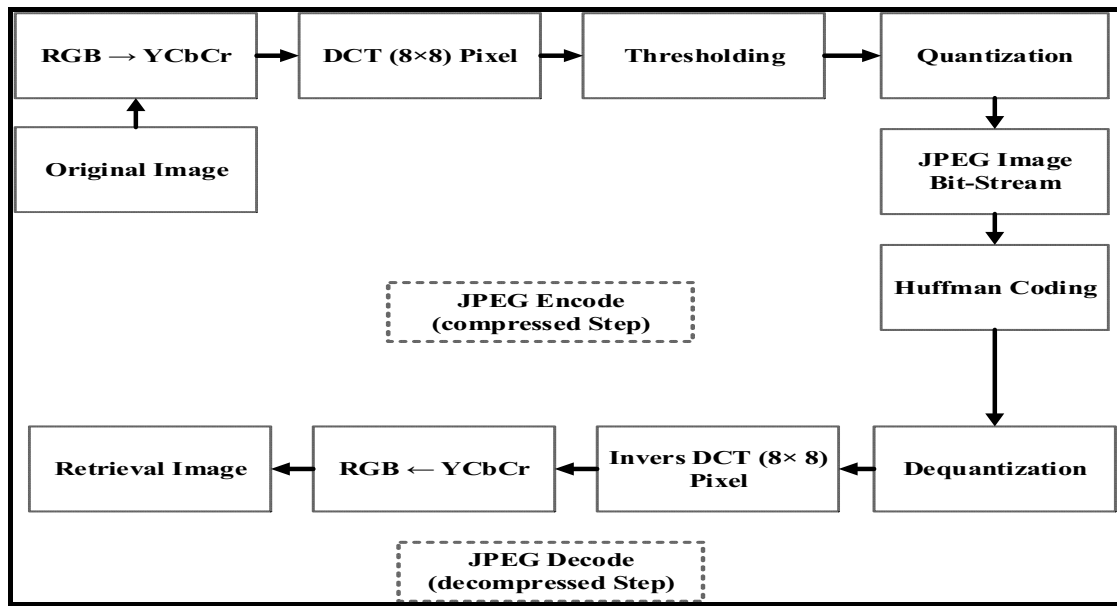 RGB → YCbCr
DCT (8×8) Pixel
Thresholding
Quantization
Original Image
JPEG Image
Bit-Stream
Huffman Coding
JPEG Encode
(compressed Step)
Retrieval Image
RGB ← YCbCr
Invers DCT (8× 8)
Pixel
Dequantization
JPEG Decode
(decompressed Step)